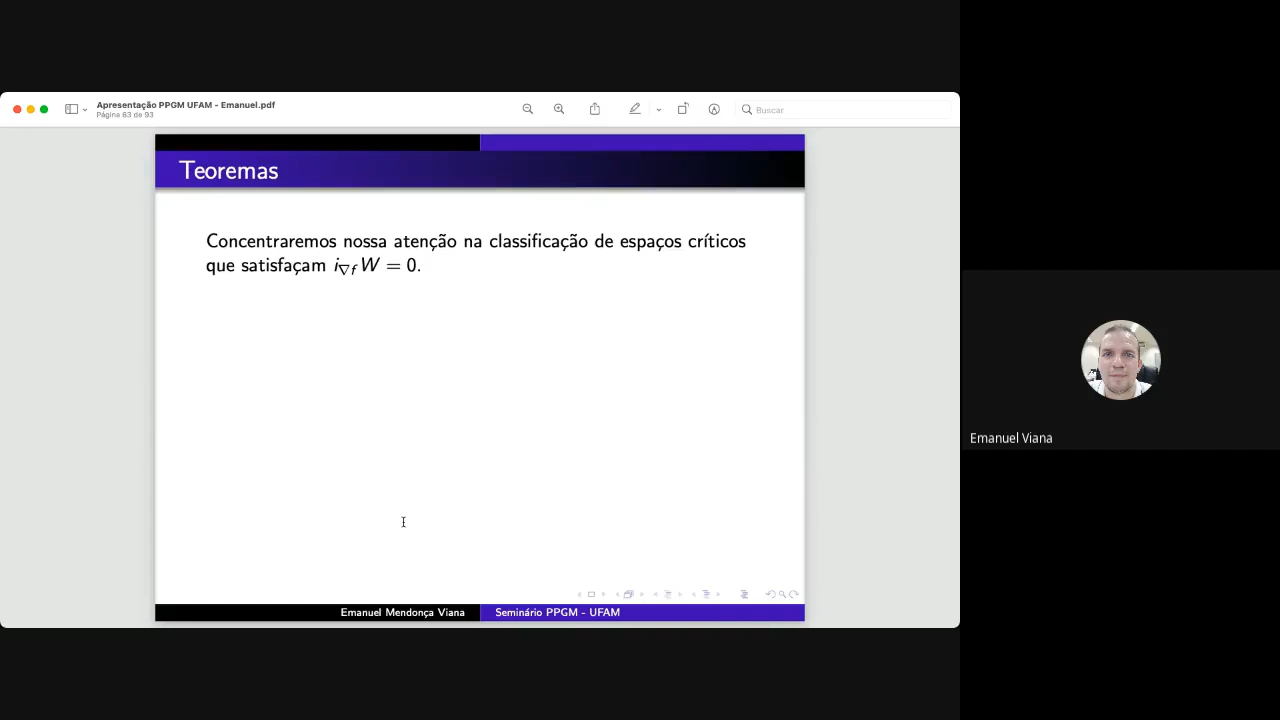 Apresentação PPGM UFAM - Emanuel.pdf
Página 63 de 93
Buscar
Teoremas
Concentraremos nossa atenção na classificação de espaços críticos
que satisfaçam i∇f W = 0.
Emanuel Mendonça Viana
Seminário PPGM - UFAM
Emanuel Viana